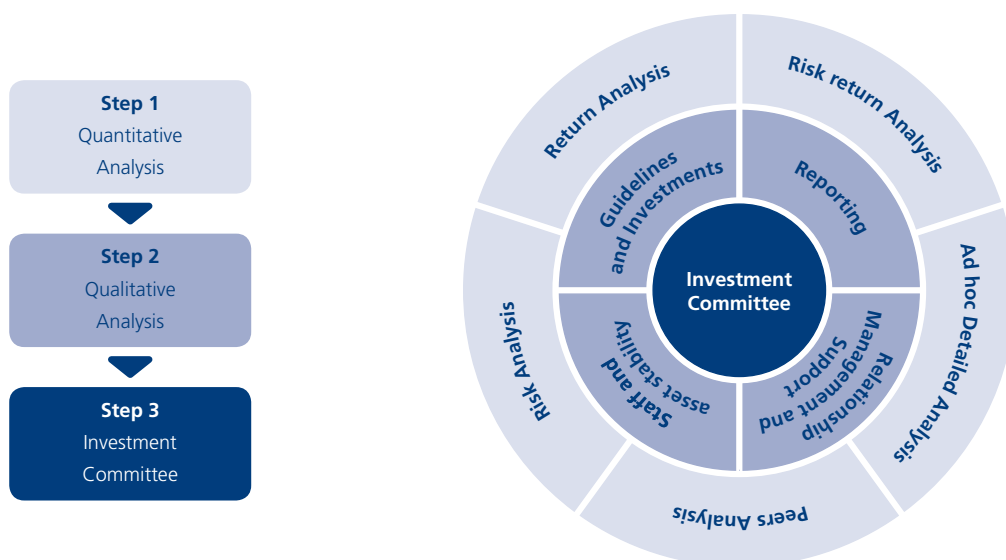 Step 1
Quantitative
Analysis
Step 2
Qualitative
Analysis
Step 3
Investment
Committee
Return Analysis
Risk return Analysis
Ad hoc Detailed Analysis
Peers Analysis
Risk Analysis
Guidelines
and Investments
Reporting
Relationship
Management and
Support
Staff and
asset stability
Investment
Committee